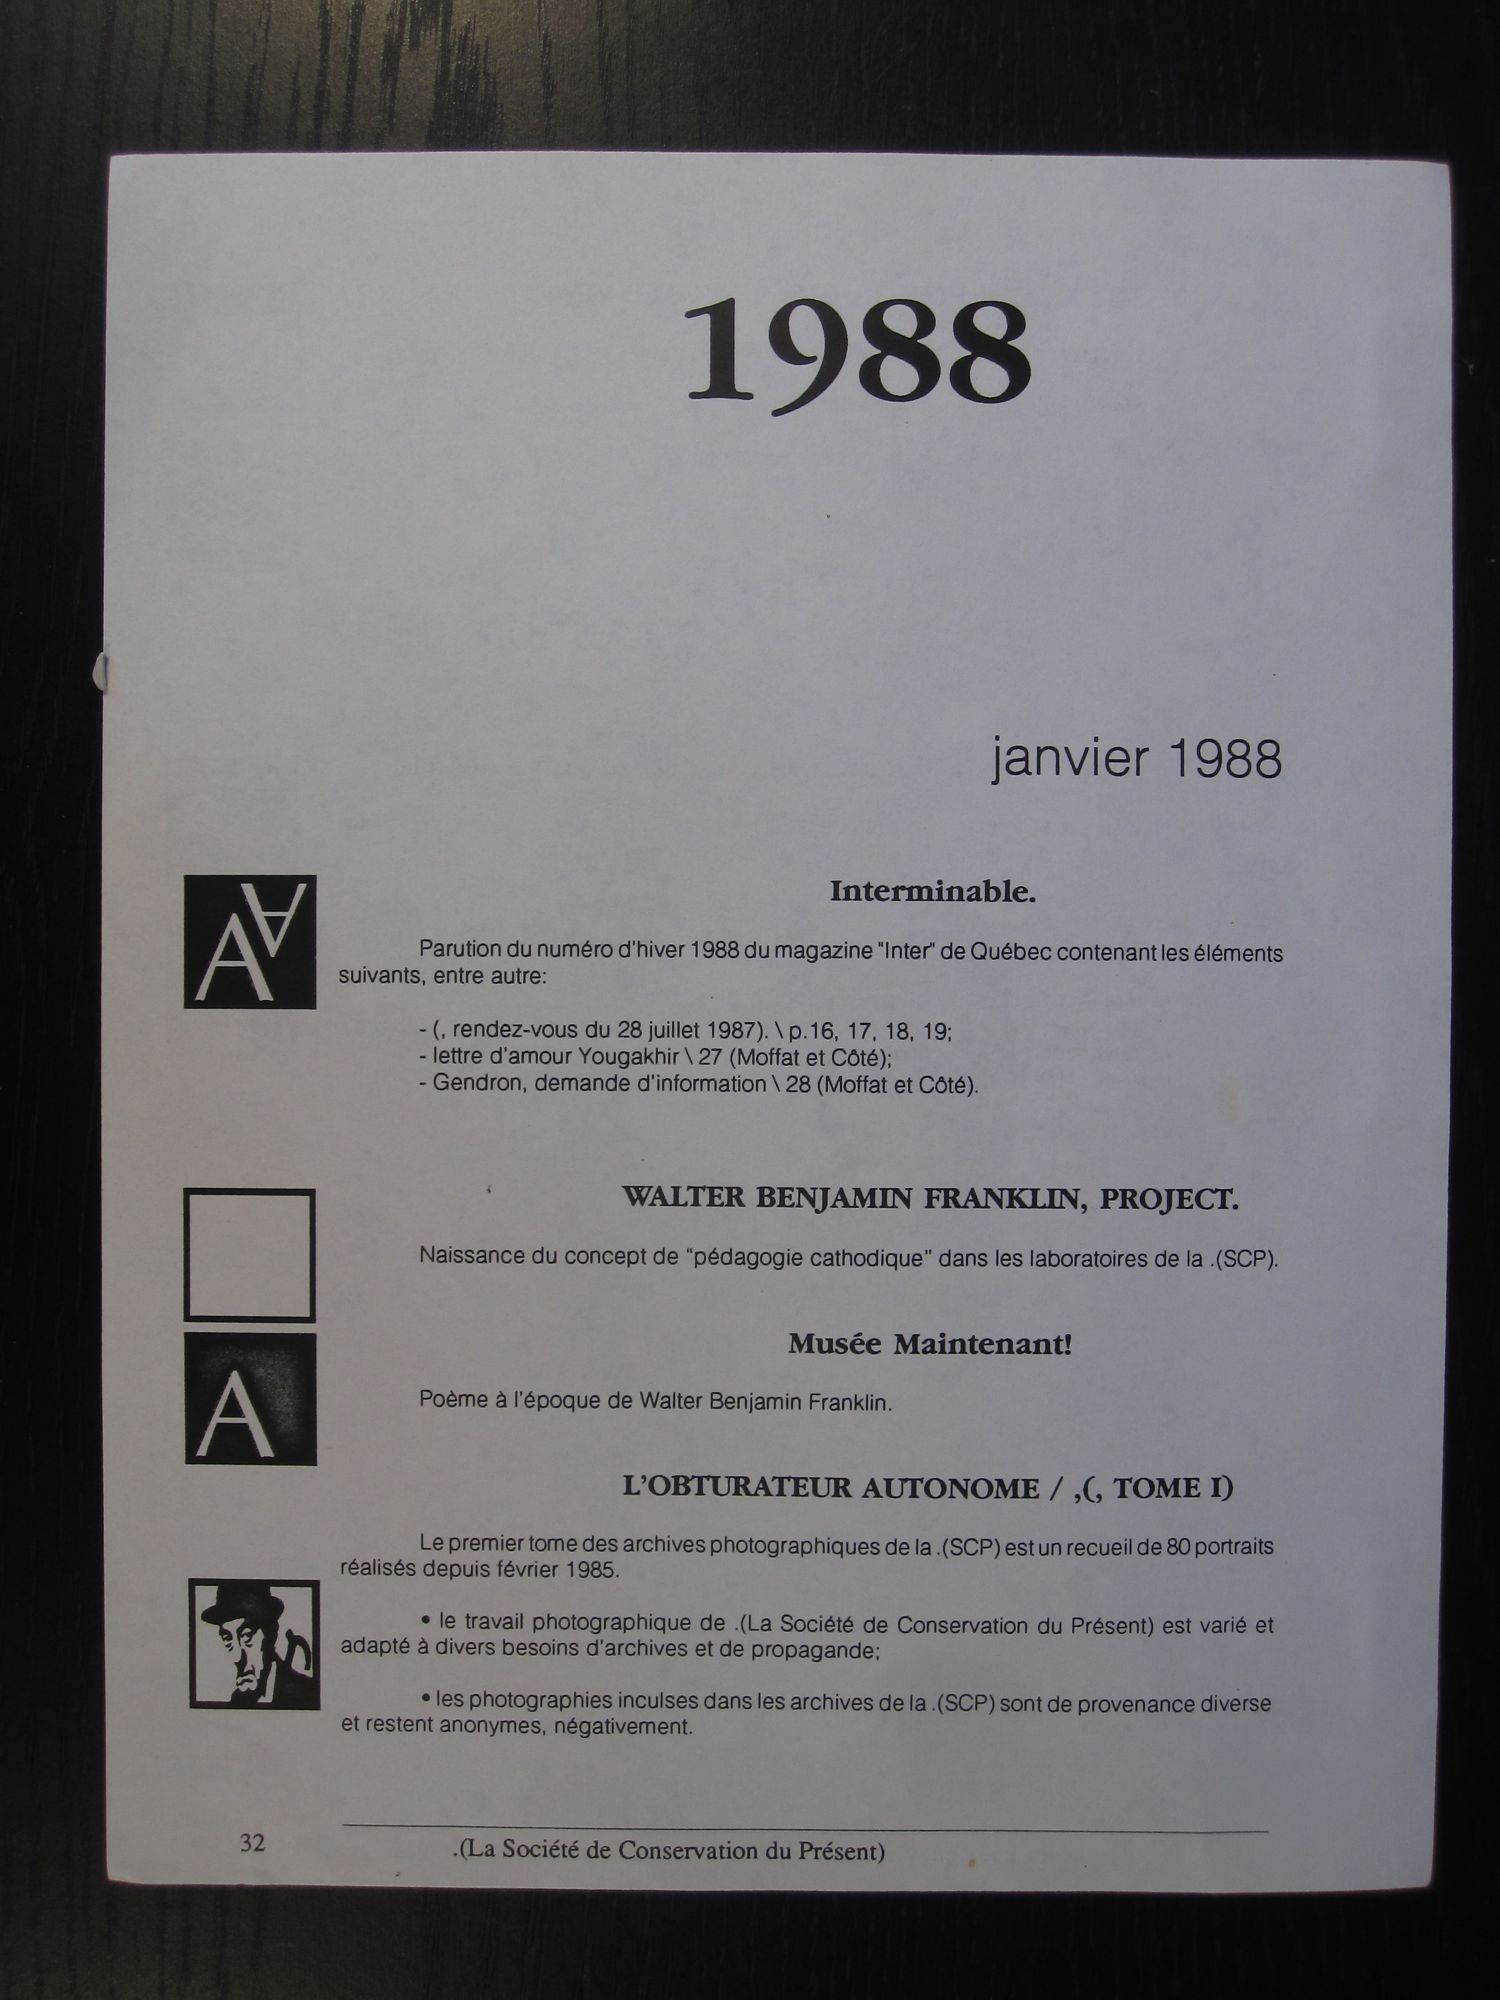 1988
janvier 1988
A A
Interminable.
Parution du numéro d'hiver 1988 du magazine "Inter" de Québec contenant les éléments
suivants, entre autre:
- (, rendez-vous du 28 juillet 1987). \ p.16, 17, 18, 19;
- lettre d'amour Yougakhir \ 27 (Moffat et Côté);
- Gendron, demande d'information \ 28 (Moffat et Côté).
WALTER BENJAMIN FRANKLIN, PROJECT.
Naissance du concept de "pédagogie cathodique" dans les laboratoires de la .(SCP).
A
Musée Maintenant!
Poème à l'époque de Walter Benjamin Franklin.
L'OBTURATEUR AUTONOME / ,(, TOME I)
Le premier tome des archives photographiques de la .(SCP) est un recueil de 80 portraits
réalisés depuis février 1985.
• le travail photographique de .(La Société de Conservation du Présent) est varié et
adapté à divers besoins d'archives et de propagande;
• les photographies inculses dans les archives de la .(SCP) sont de provenance diverse
et restent anonymes, négativement.
32
.(La Société de Conservation du Présent)